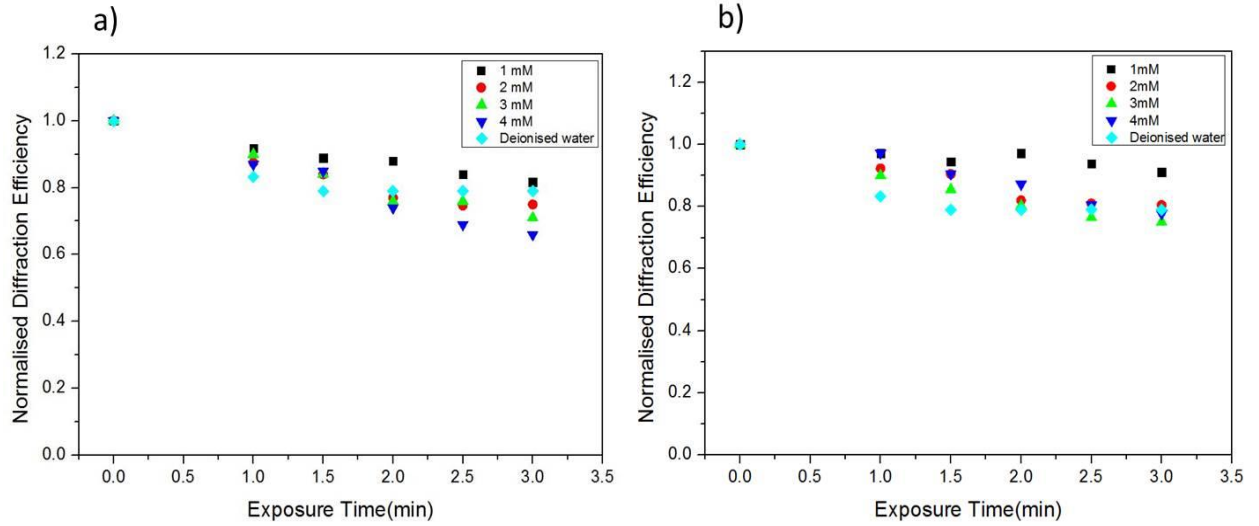 a)
1.2
1.0
0.8
0.6
0.4
0.2
0.0
Normalised Diffraction Efficiency
1 mM
2 mM
3 mM
4 mM
Deionised water
0.0 0.5 1.0 1.5 2.0 2.5 3.0 3.5
Exposure Time(min)
b)
1.2
1.0
0.8
0.6
0.4
0.2
0.0
Normalised Diffraction Efficiency
1mM
2mM
3mM
4mM
Deionised water
0.0 0.5 1.0 1.5 2.0 2.5 3.0 3.5
Exposure Time(min)